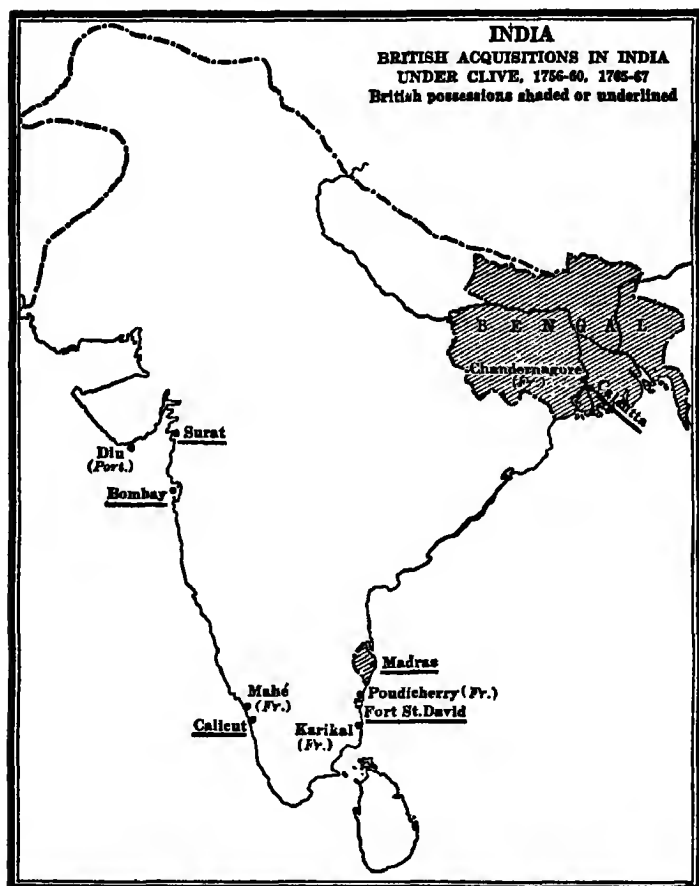 INDIA
BRITISH ACQUISITIONS IN INDIA
UNDER CLIVE, 1756-60, 1765-67
British possessions shaded or underlined
BENGAL
Chandernagore
(Fr.)
Calcutta
Surat
Diu
(Port.)
Bombay
Madras
Mahé
(Fr.)
Poudicherry (Fr.)
Calicut
Fort St. David
Karikal
(Fr.)